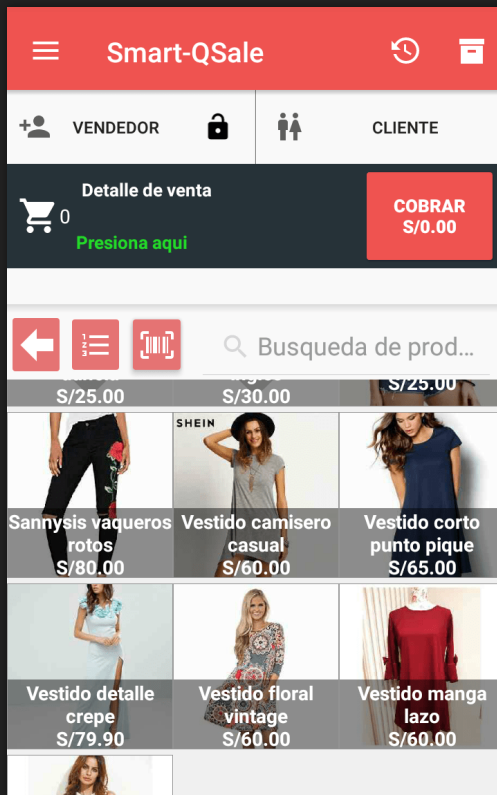 Smart-QSale
VENDEDOR
CLIENTE
Detalle de venta
0
Presiona aqui
COBRAR
S/0.00
Busqueda de prod...
S/25.00
S/30.00
S/25.00
SHEIN
Sannysis vaqueros
rotos
S/80.00
Vestido camisero
casual
S/60.00
Vestido corto
punto pique
S/65.00
Vestido detalle
crepe
S/79.90
Vestido floral
vintage
S/60.00
Vestido manga
lazo
S/60.00